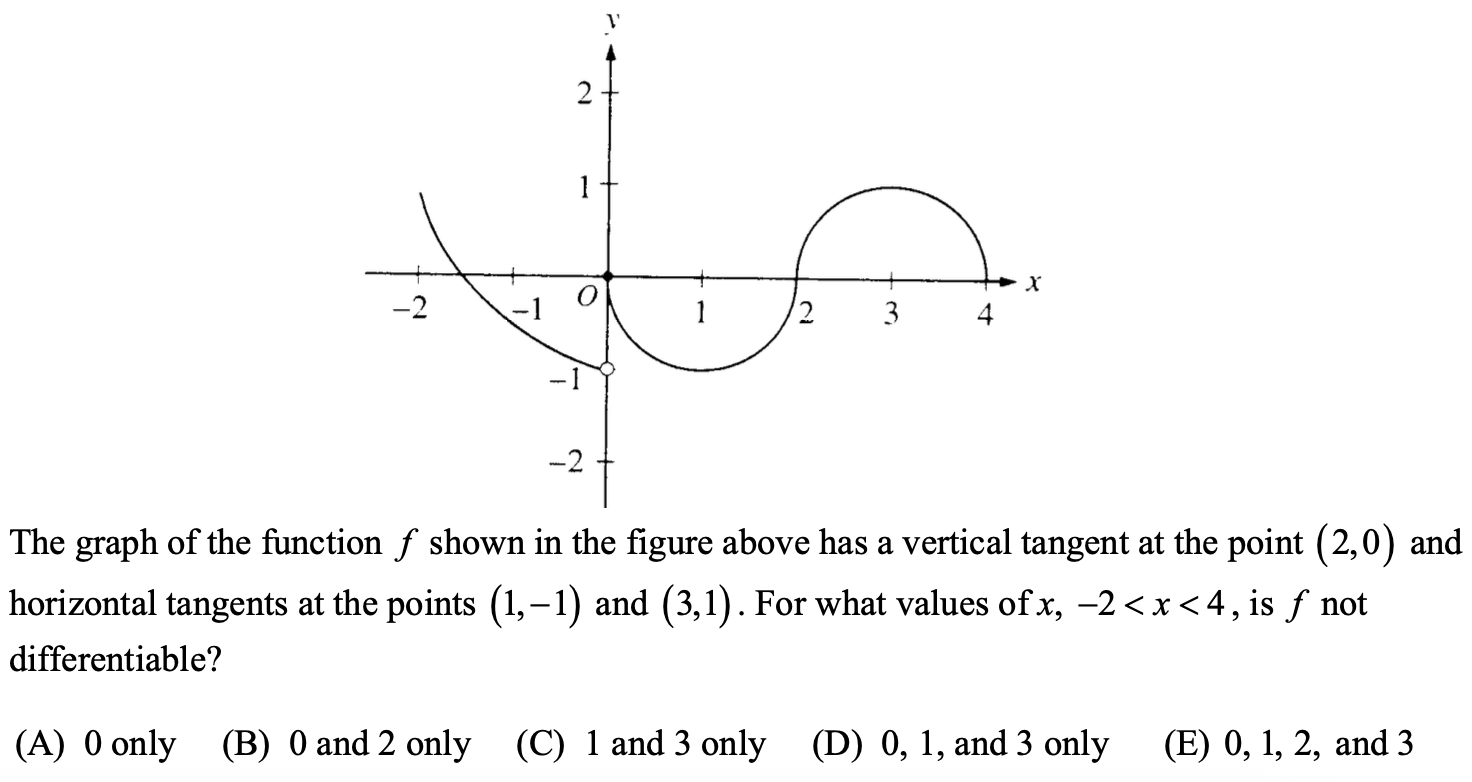 y
2
1
x
-2
-1
O
1
2
3
4
-1
-2
The graph of the function f shown in the figure above has a vertical tangent at the point (2,0) and
horizontal tangents at the points (1,−1) and (3,1). For what values of x, −2 < x < 4, is f not
differentiable?
(A) 0 only (B) 0 and 2 only (C) 1 and 3 only (D) 0, 1, and 3 only (E) 0, 1, 2, and 3